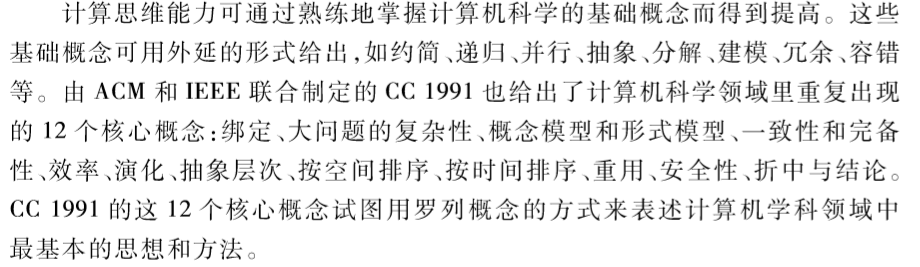 计算思维能力可通过熟练地掌握计算机科学的基础概念而得到提高。这些
基础概念可用外延的形式给出,如约简、递归、并行、抽象、分解、建模、冗余、容错
等。由 ACM 和 IEEE 联合制定的 CC 1991 也给出了计算机科学领域里重复出现
的 12 个核心概念:绑定、大问题的复杂性、概念模型和形式模型、一致性和完备
性、效率、演化、抽象层次、按空间排序、按时间排序、重用、安全性、折中与结论。
CC 1991 的这 12 个核心概念试图用罗列概念的方式来表述计算机学科领域中
最基本的思想和方法。